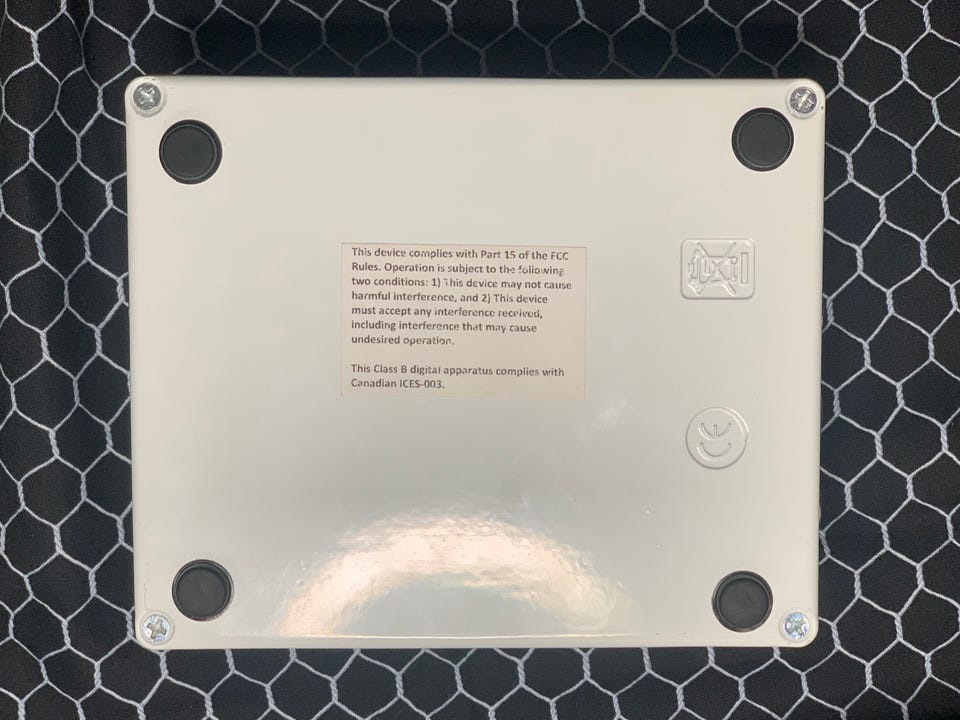 This device complies with Part 15 of the FCC
Rules. Operation is subject to the following
two conditions: 1) This device may not cause
harmful interference, and 2) This device
must accept any interference received,
including interference that may cause
undesired operation.
This Class B digital apparatus complies with
Canadian ICES-003.
CE